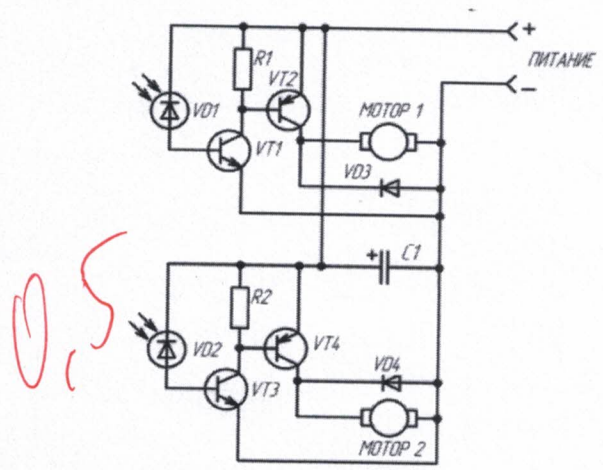 +
R1
ПИТАНИЕ
VT2
–
VD1
МОТОР 1
VT1
VD3
0,5
+
C1
R2
VD2
VT4
VD4
VT3
МОТОР 2